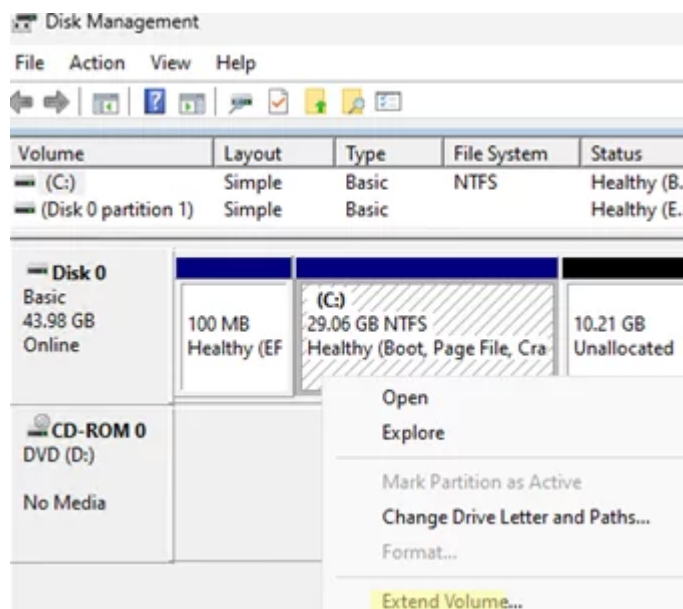 Disk Management
File Action View Help
Volume Layout Type File System Status
(C:) Simple Basic NTFS Healthy (B.
(Disk 0 partition 1) Simple Basic Healthy (E.
Disk 0
Basic
43.98 GB
Online
100 MB
Healthy (EF
(C:)
29.06 GB NTFS
Healthy (Boot, Page File, Cra
10.21 GB
Unallocated
CD-ROM 0
DVD (D:)
No Media
Open
Explore
Mark Partition as Active
Change Drive Letter and Paths...
Format...
Extend Volume...